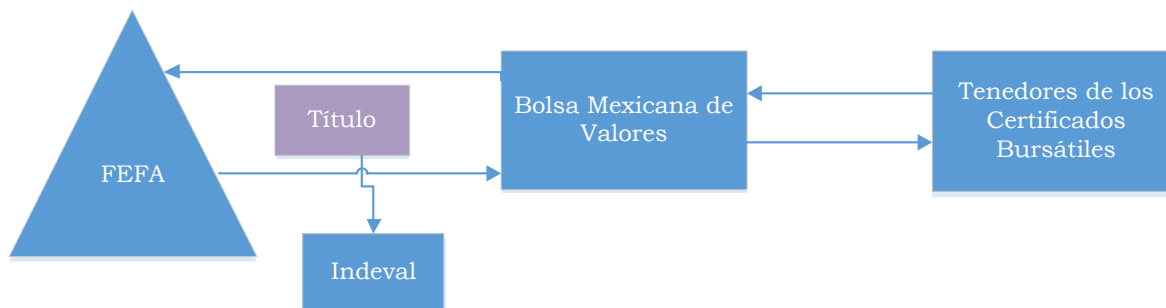 FEFA
Título
Bolsa Mexicana de
Valores
Tenedores de los
Certificados
Bursátiles
Indeval